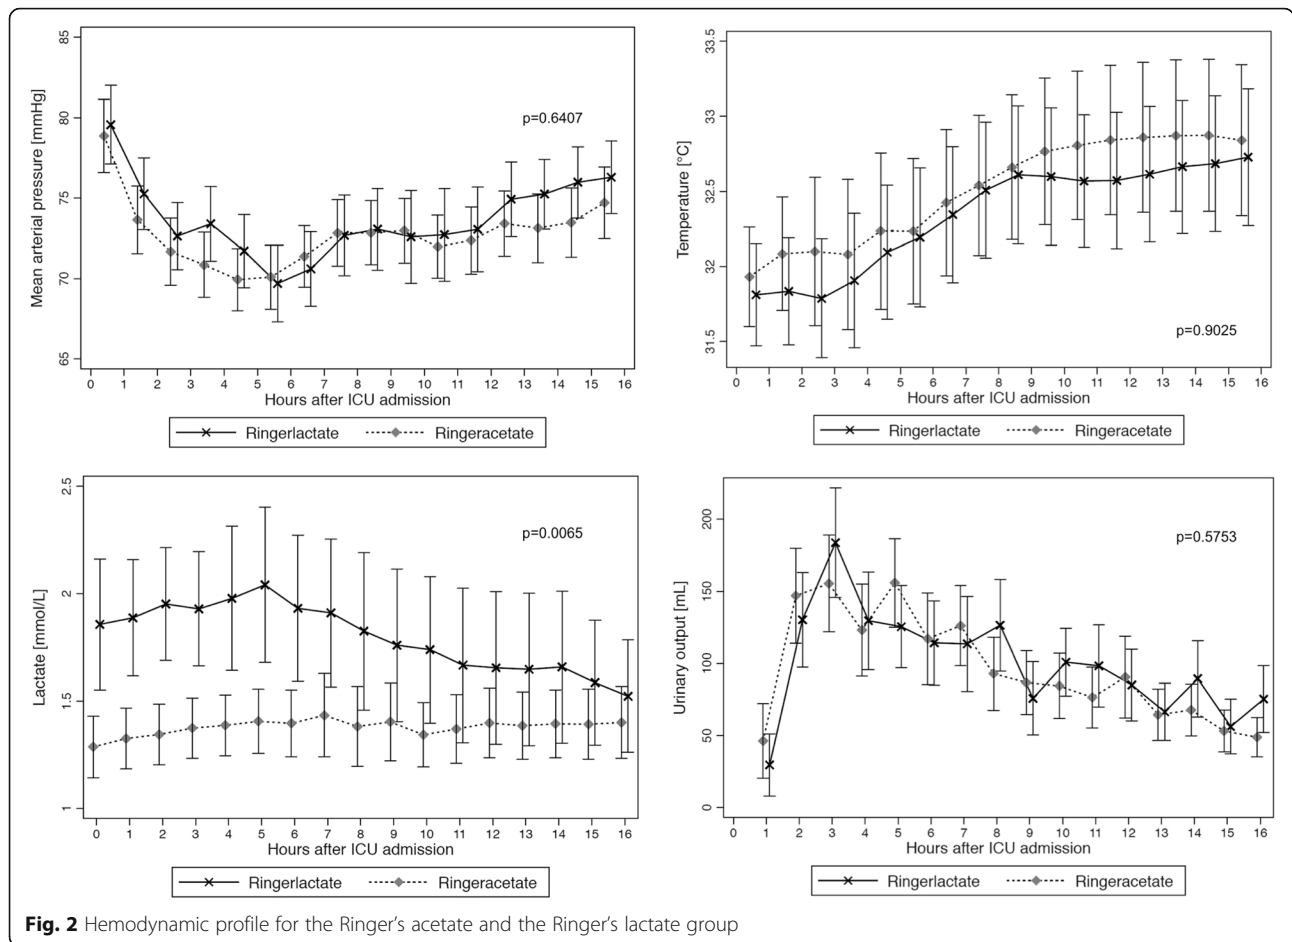 85
80
75
70
65
Mean arterial pressure [mmHg]
p=0.6407
0 1 2 3 4 5 6 7 8 9 10 11 12 13 14 15 16
Hours after ICU admission
Ringerlactate Ringeracetate
33.5
33
32.5
32
31.5
Temperature [°C]
p=0.9025
0 1 2 3 4 5 6 7 8 9 10 11 12 13 14 15 16
Hours after ICU admission
Ringerlactate Ringeracetate
2.5
2
1.5
1
Lactate [mmol/L]
p=0.0065
0 1 2 3 4 5 6 7 8 9 10 11 12 13 14 15 16
Hours after ICU admission
Ringerlactate Ringeracetate
200
150
100
50
0
Urinary output [mL]
p=0.5753
0 1 2 3 4 5 6 7 8 9 10 11 12 13 14 15 16
Hours after ICU admission
Ringerlactate Ringeracetate
Fig. 2 Hemodynamic profile for the Ringer's acetate and the Ringer's lactate group